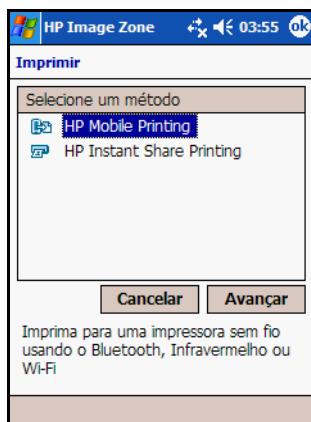 HP Image Zone 03:55 ok
Imprimir
Selecione um método
HP Mobile Printing
HP Instant Share Printing
Cancelar Avançar
Imprima para uma impressora sem fio
usando o Bluetooth, Infravermelho ou
Wi-Fi